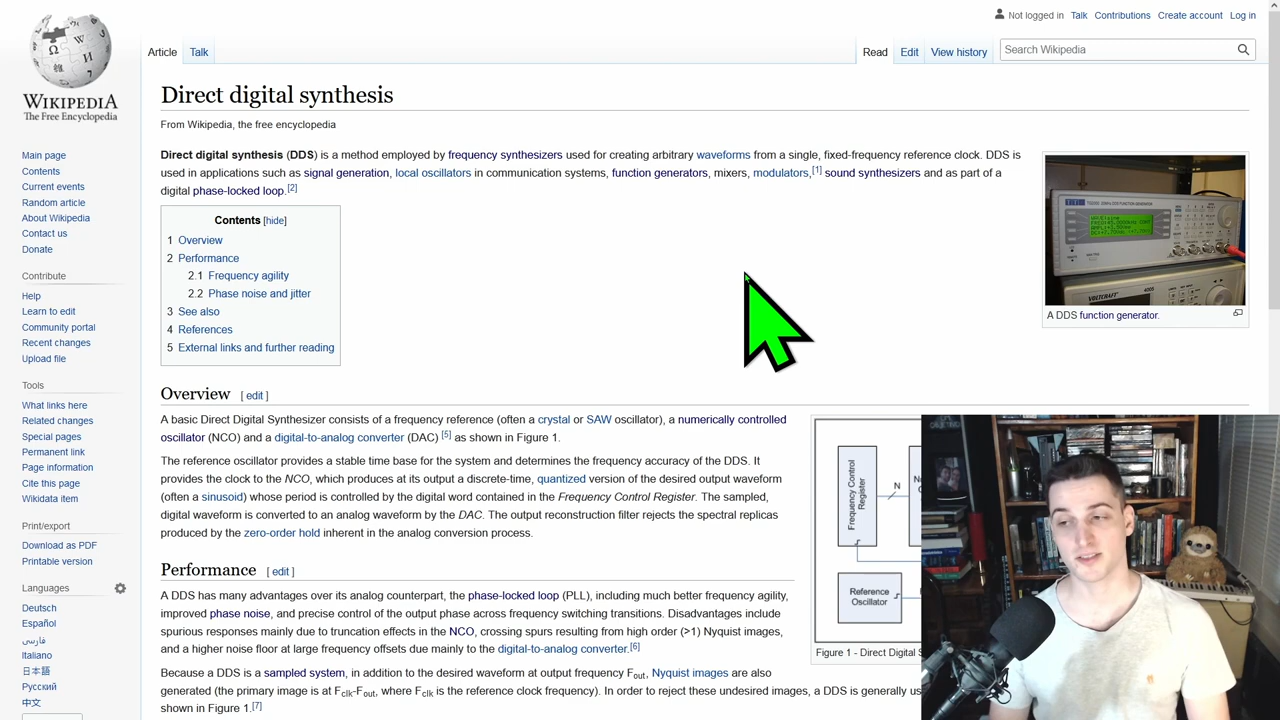 Not logged in Talk Contributions Create account Log in
Article Talk Read Edit View history Search Wikipedia
WIKIPEDIA
The Free Encyclopedia
Main page
Contents
Current events
Random article
About Wikipedia
Contact us
Donate
Contribute
Help
Learn to edit
Community portal
Recent changes
Upload file
Tools
What links here
Related changes
Special pages
Permanent link
Page information
Cite this page
Wikidata item
Print/export
Download as PDF
Printable version
Languages
Deutsch
Español
فارسی
Italiano
日本語
Русский
中文
Direct digital synthesis
From Wikipedia, the free encyclopedia
Direct digital synthesis (DDS) is a method employed by frequency synthesizers used for creating arbitrary waveforms from a single, fixed-frequency reference clock. DDS is
used in applications such as signal generation, local oscillators in communication systems, function generators, mixers, modulators,[1] sound synthesizers and as part of a
digital phase-locked loop.[2]
Contents [hide]
1 Overview
2 Performance
2.1 Frequency agility
2.2 Phase noise and jitter
3 See also
4 References
5 External links and further reading
A DDS function generator.
Overview [ edit ]
A basic Direct Digital Synthesizer consists of a frequency reference (often a crystal or SAW oscillator), a numerically controlled
oscillator (NCO) and a digital-to-analog converter (DAC) [5] as shown in Figure 1.
The reference oscillator provides a stable time base for the system and determines the frequency accuracy of the DDS. It
provides the clock to the NCO, which produces at its output a discrete-time, quantized version of the desired output waveform
(often a sinusoid) whose period is controlled by the digital word contained in the Frequency Control Register. The sampled,
digital waveform is converted to an analog waveform by the DAC. The output reconstruction filter rejects the spectral replicas
produced by the zero-order hold inherent in the analog conversion process.
Frequency Control
Register
N
Reference
Oscillator
Figure 1 - Direct Digital S
Performance [ edit ]
A DDS has many advantages over its analog counterpart, the phase-locked loop (PLL), including much better frequency agility,
improved phase noise, and precise control of the output phase across frequency switching transitions. Disadvantages include
spurious responses mainly due to truncation effects in the NCO, crossing spurs resulting from high order (>1) Nyquist images,
and a higher noise floor at large frequency offsets due mainly to the digital-to-analog converter.[6]
Because a DDS is a sampled system, in addition to the desired waveform at output frequency Fout, Nyquist images are also
generated (the primary image is at Fclk-Fout, where Fclk is the reference clock frequency). In order to reject these undesired images, a DDS is generally us
shown in Figure 1.[7]